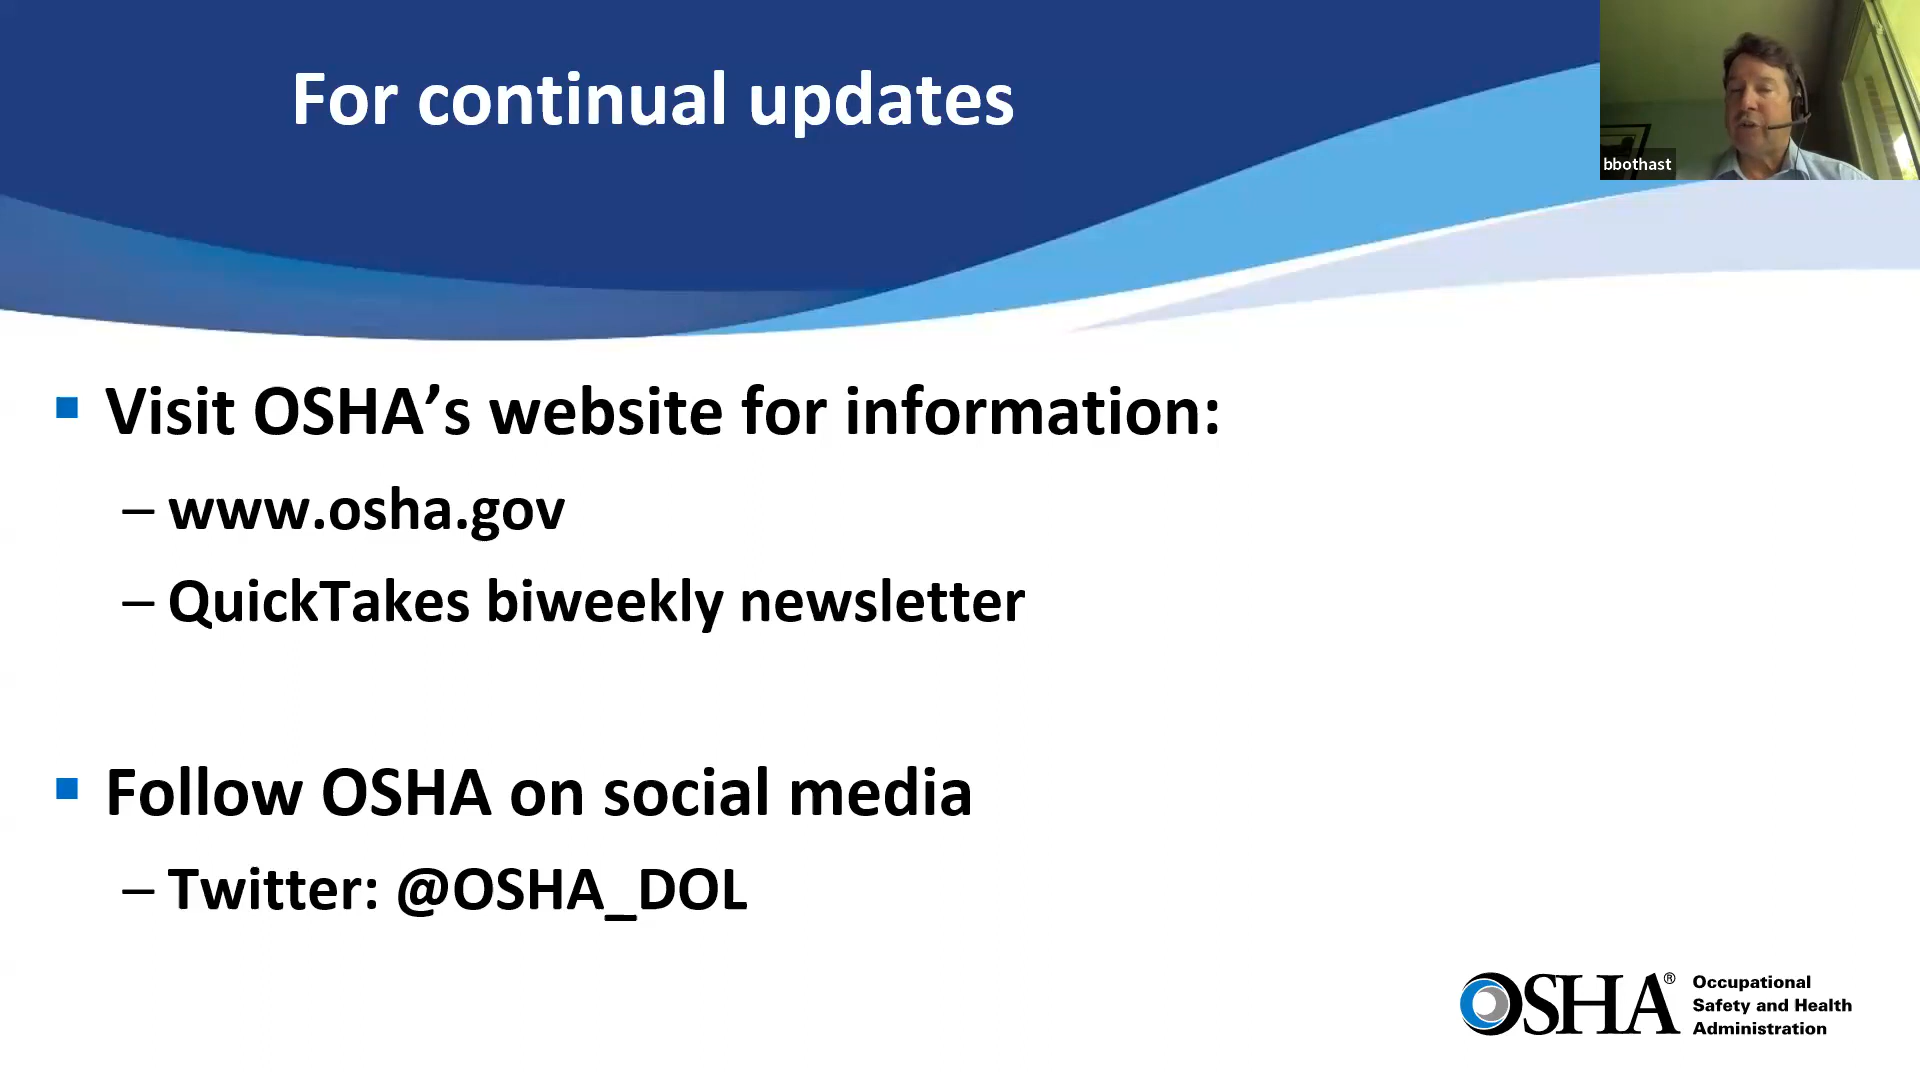 For continual updates
bbothast
▪ Visit OSHA’s website for information:
– www.osha.gov
– QuickTakes biweekly newsletter
▪ Follow OSHA on social media
– Twitter: @OSHA_DOL
OSHA®
Occupational
Safety and Health
Administration